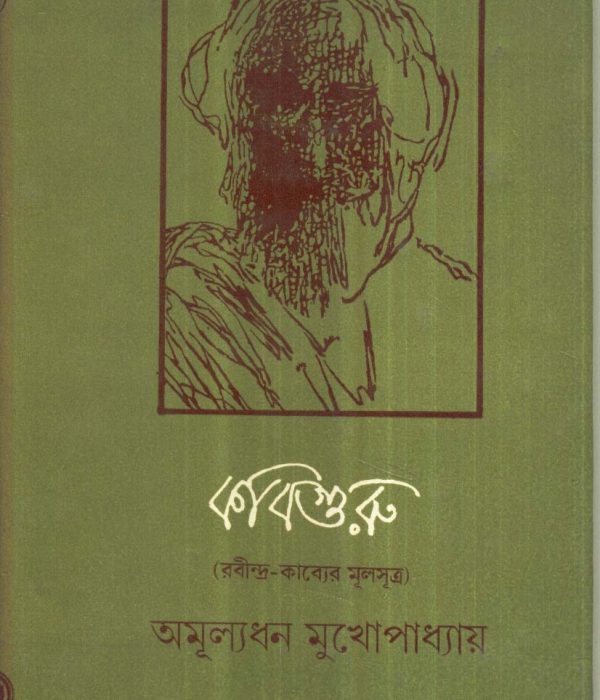 কবিগুরু
(রবীন্দ্র-কাব্যের মূলসূত্র)
অমূল্যধন মুখোপাধ্যায়